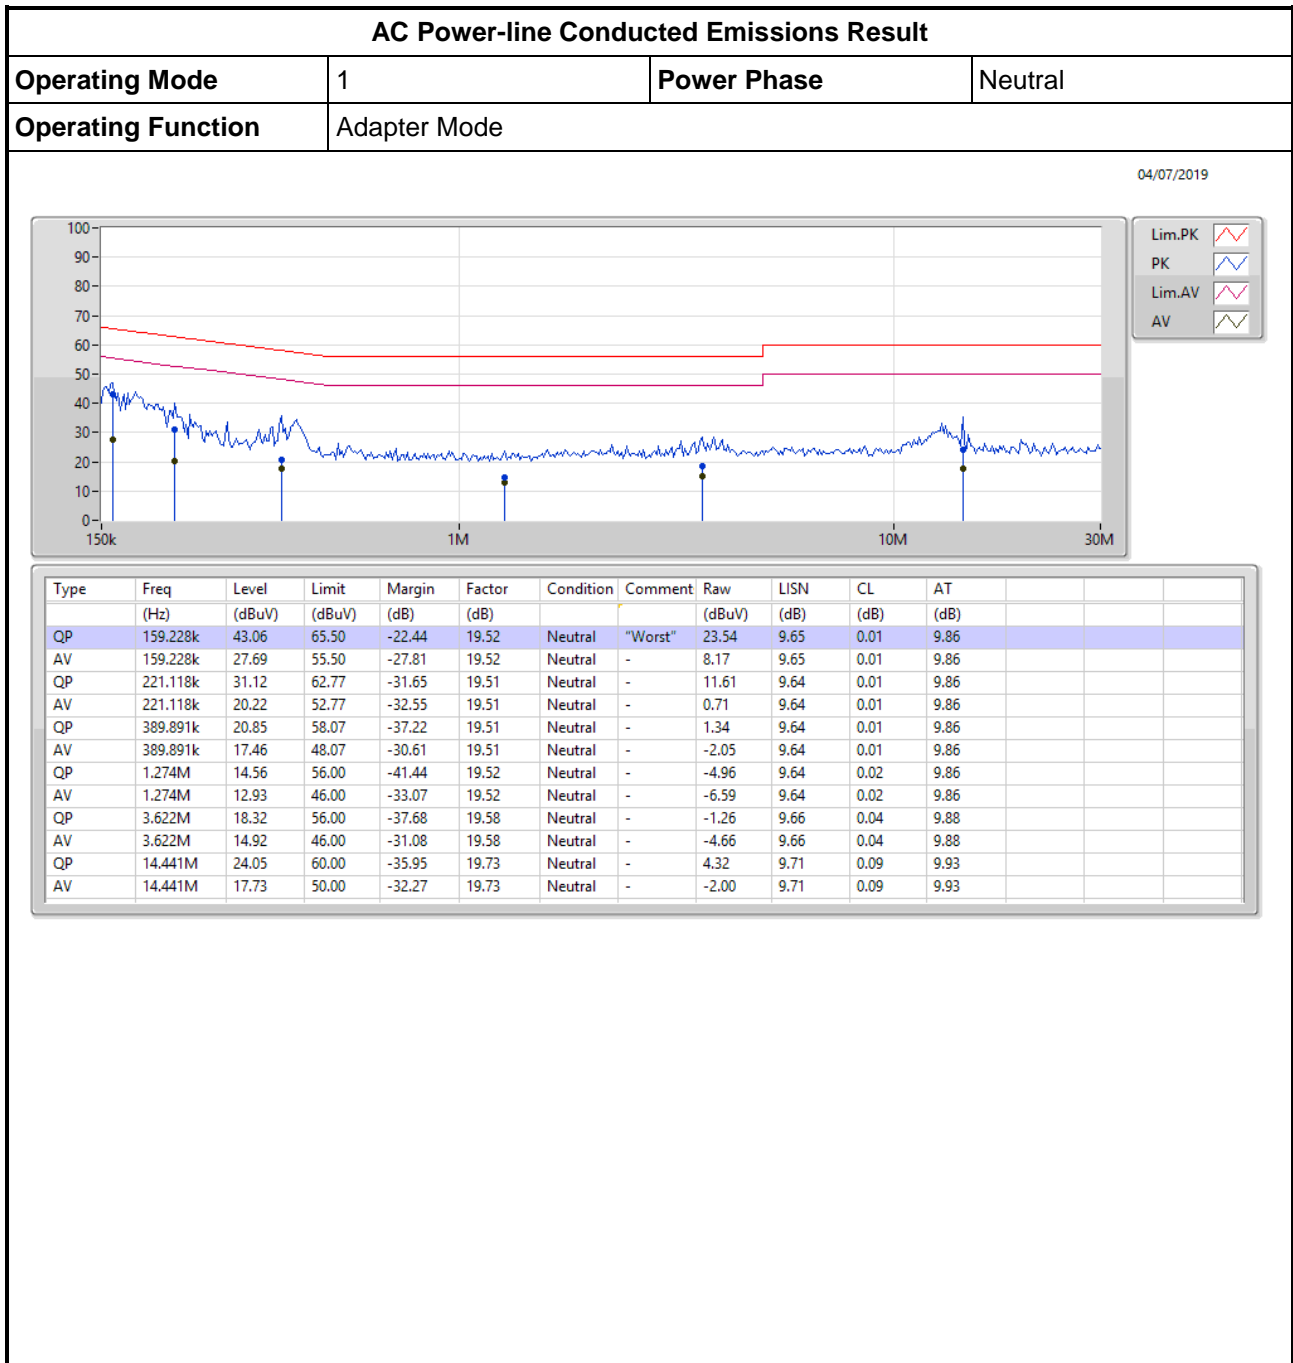 AC Power-line Conducted Emissions Result
Operating Mode 1 Power Phase Neutral
Operating Function Adapter Mode
04/07/2019
100
90
80
70
60
50
40
30
20
10
0
150k 1M 10M 30M
Lim.PK
PK
Lim.AV
AV
Type Freq Level Limit Margin Factor Condition Comment Raw LISN CL AT
(Hz) (dBuV) (dBuV) (dB) (dB) (dBuV) (dB) (dB) (dB)
QP 159.228k 43.06 65.50 -22.44 19.52 Neutral "Worst" 23.54 9.65 0.01 9.86
AV 159.228k 27.69 55.50 -27.81 19.52 Neutral - 8.17 9.65 0.01 9.86
QP 221.118k 31.12 62.77 -31.65 19.51 Neutral - 11.61 9.64 0.01 9.86
AV 221.118k 20.22 52.77 -32.55 19.51 Neutral - 0.71 9.64 0.01 9.86
QP 389.891k 20.85 58.07 -37.22 19.51 Neutral - 1.34 9.64 0.01 9.86
AV 389.891k 17.46 48.07 -30.61 19.51 Neutral - -2.05 9.64 0.01 9.86
QP 1.274M 14.56 56.00 -41.44 19.52 Neutral - -4.96 9.64 0.02 9.86
AV 1.274M 12.93 46.00 -33.07 19.52 Neutral - -6.59 9.64 0.02 9.86
QP 3.622M 18.32 56.00 -37.68 19.58 Neutral - -1.26 9.66 0.04 9.88
AV 3.622M 14.92 46.00 -31.08 19.58 Neutral - -4.66 9.66 0.04 9.88
QP 14.441M 24.05 60.00 -35.95 19.73 Neutral - 4.32 9.71 0.09 9.93
AV 14.441M 17.73 50.00 -32.27 19.73 Neutral - -2.00 9.71 0.09 9.93